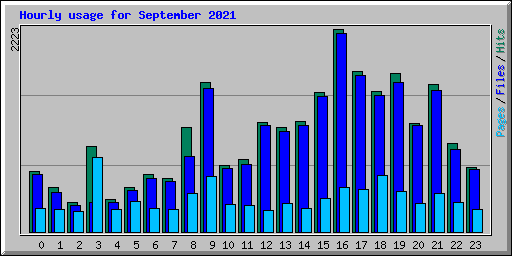 Hourly usage for September 2021
2223
Pages / Files / Hits
0 1 2 3 4 5 6 7 8 9 10 11 12 13 14 15 16 17 18 19 20 21 22 23